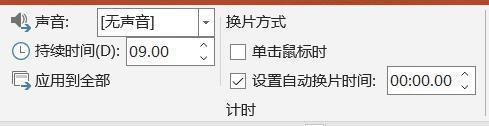 声音: [无声音]
持续时间(D): 09.00
应用到全部
换片方式
单击鼠标时
设置自动换片时间: 00:00.00
计时